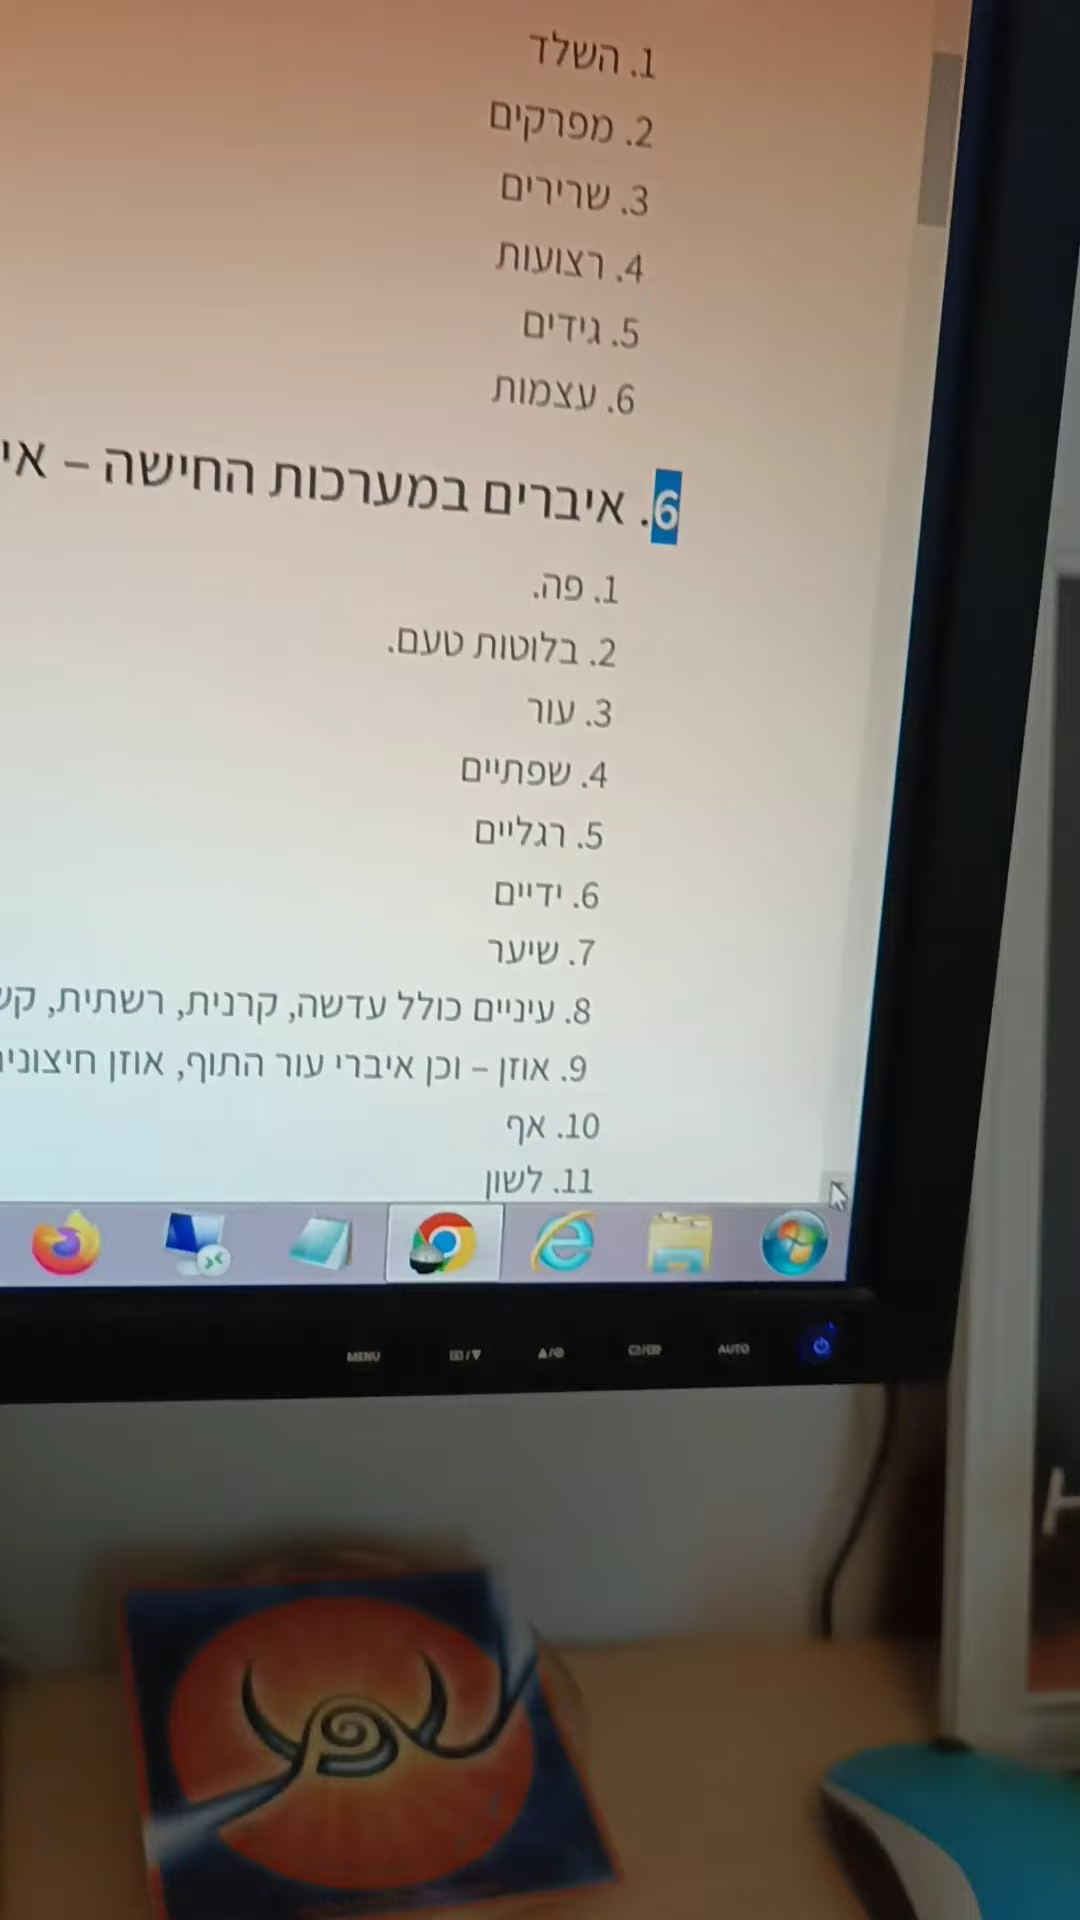 1. השלד
2. מפרקים
3. שרירים
4. רצועות
5. גידים
6. עצמות
6. איברים במערכות החישה – אי
1. פה.
2. בלוטות טעם.
3. עור
4. שפתיים
5. רגליים
6. ידיים
7. שיער
8. עיניים כולל עדשה, קרנית, רשתית,
9. אוזן – וכן איברי עור התוף, אוזן
10. אף
11. לשון
MENU AUTO